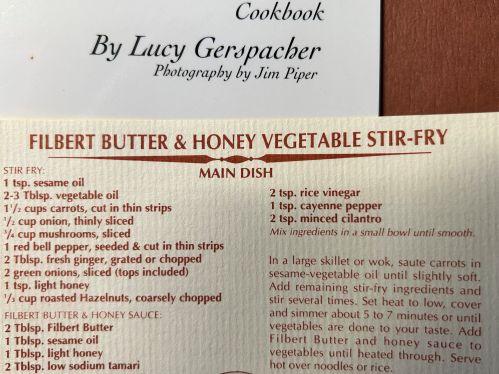 Cookbook
By Lucy Gerspacher
Photography by Jim Piper
FILBERT BUTTER & HONEY VEGETABLE STIR-FRY
MAIN DISH
STIR FRY:
1 tsp. sesame oil
2-3 Tblsp. vegetable oil
1 1/2 cups carrots, cut in thin strips
1/2 cup onion, thinly sliced
3/4 cup mushrooms, sliced
1 red bell pepper, seeded & cut in thin strips
2 Tblsp. fresh ginger, grated or chopped
2 green onions, sliced (tops included)
1 tsp. light honey
1/3 cup roasted Hazelnuts, coarsely chopped
FILBERT BUTTER & HONEY SAUCE:
2 Tblsp. Filbert Butter
1 Tblsp. sesame oil
1 Tblsp. light honey
2 Tblsp. low sodium tamari
2 tsp. rice vinegar
1 tsp. cayenne pepper
2 tsp. minced cilantro
Mix ingredients in a small bowl until smooth.
In a large skillet or wok, saute carrots in
sesame-vegetable oil until slightly soft.
Add remaining stir-fry ingredients and
stir several times. Set heat to low, cover
and simmer about 5 to 7 minutes or until
vegetables are done to your taste. Add
Filbert Butter and honey sauce to
vegetables until heated through. Serve
hot over noodles or rice.